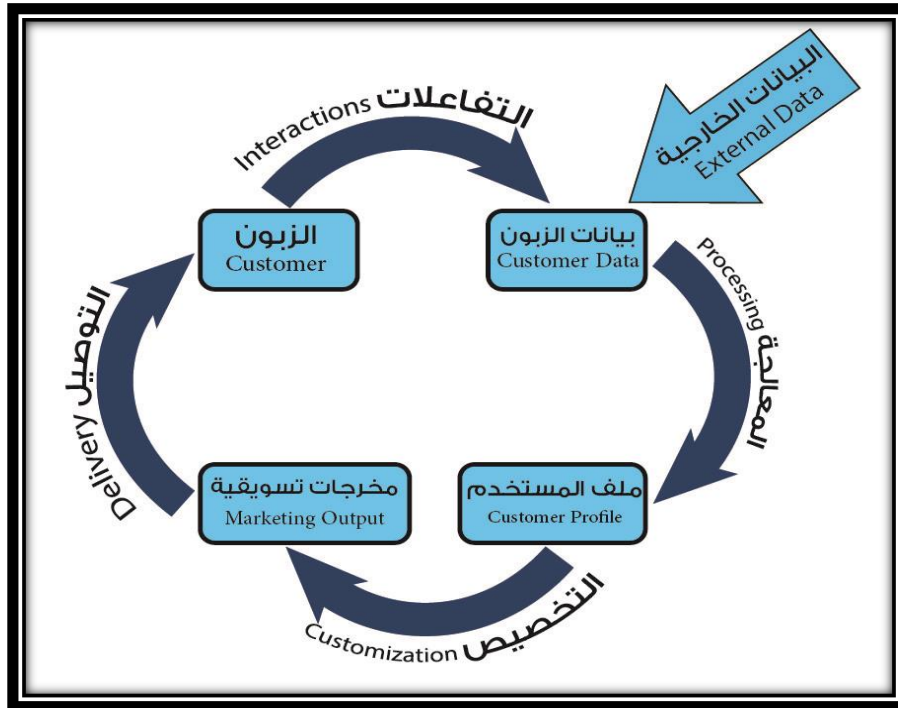 التفاعلات Interactions
البيانات الخارجية
External Data
الزبون
Customer
بيانات الزبون
Customer Data
Processing المعالجة
التوصيل Delivery
مخرجات تسويقية
Marketing Output
ملف المستخدم
Customer Profile
التخصيص Customization